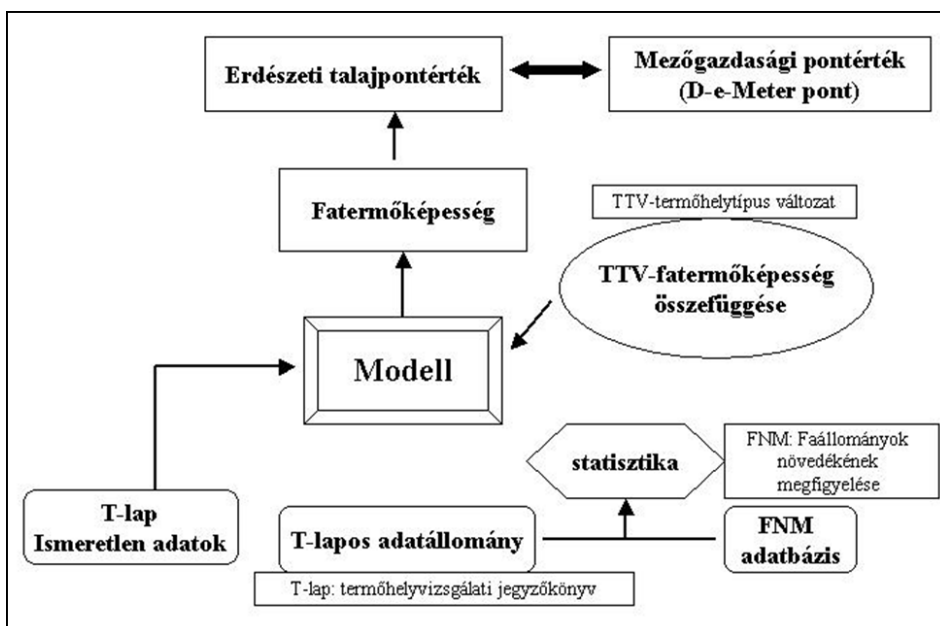 Erdészeti talajpontérték
Mezőgazdasági pontérték
(D-e-Meter pont)
Fatermőképesség
TTV-termőhelytípus változat
TTV-fatermőképesség
összefüggése
Modell
statisztika
FNM: Faállományok
növedékének
megfigyelése
T-lap
Ismeretlen adatok
T-lapos adatállomány
FNM
adatbázis
T-lap: termőhelyvizsgálati jegyzőkönyv